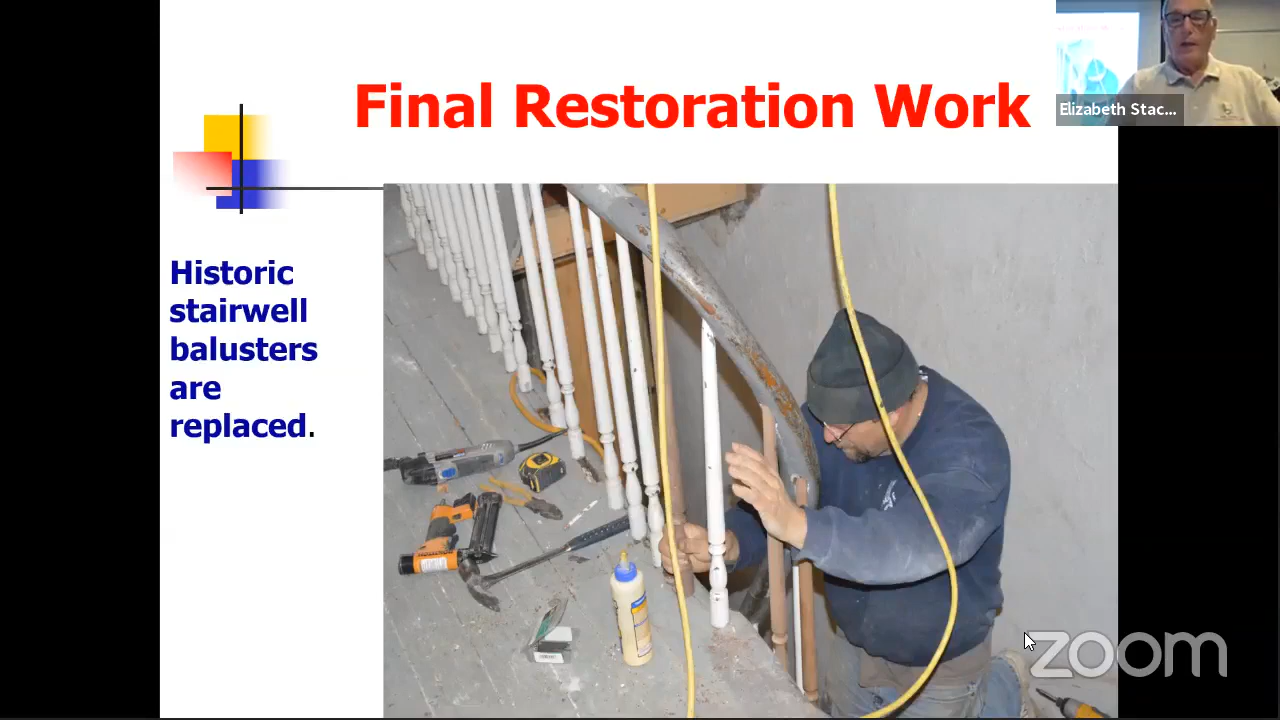 Final Restoration Work
Elizabeth Stac...
Historic
stairwell
balusters
are
replaced.
zoom